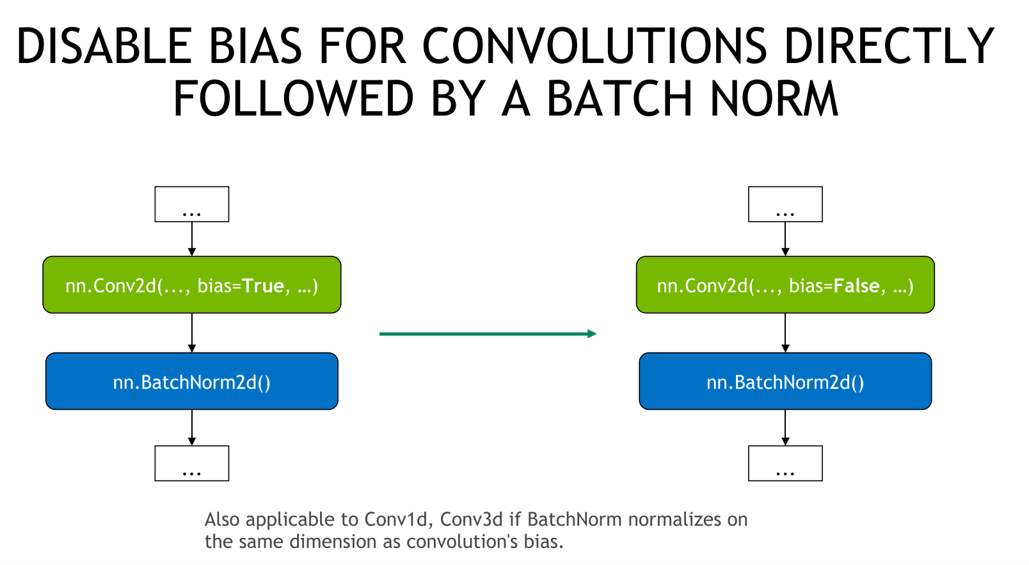 DISABLE BIAS FOR CONVOLUTIONS DIRECTLY
FOLLOWED BY A BATCH NORM
...
...
nn.Conv2d(..., bias=True, …)
nn.Conv2d(..., bias=False, …)
nn.BatchNorm2d()
nn.BatchNorm2d()
...
...
Also applicable to Conv1d, Conv3d if BatchNorm normalizes on
the same dimension as convolution's bias.